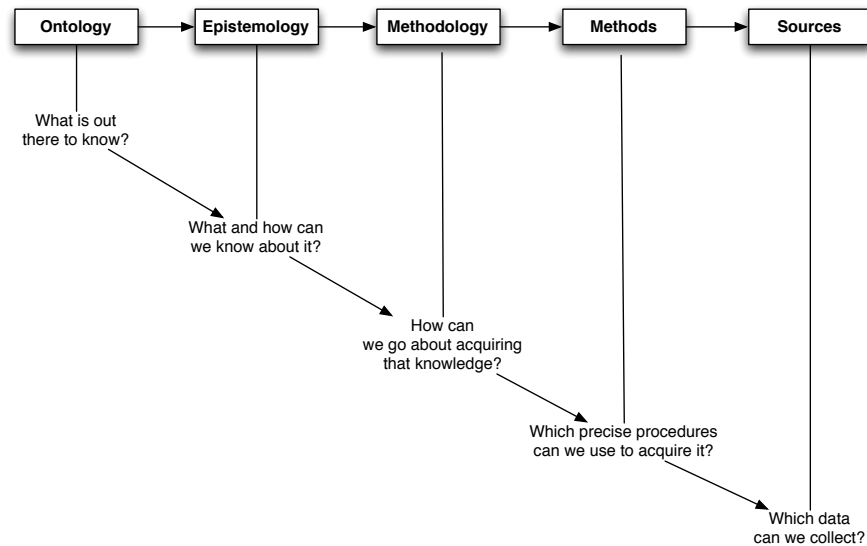 Ontology
Epistemology
Methodology
Methods
Sources
What is out
there to know?
What and how can
we know about it?
How can
we go about acquiring
that knowledge?
Which precise procedures
can we use to acquire it?
Which data
can we collect?